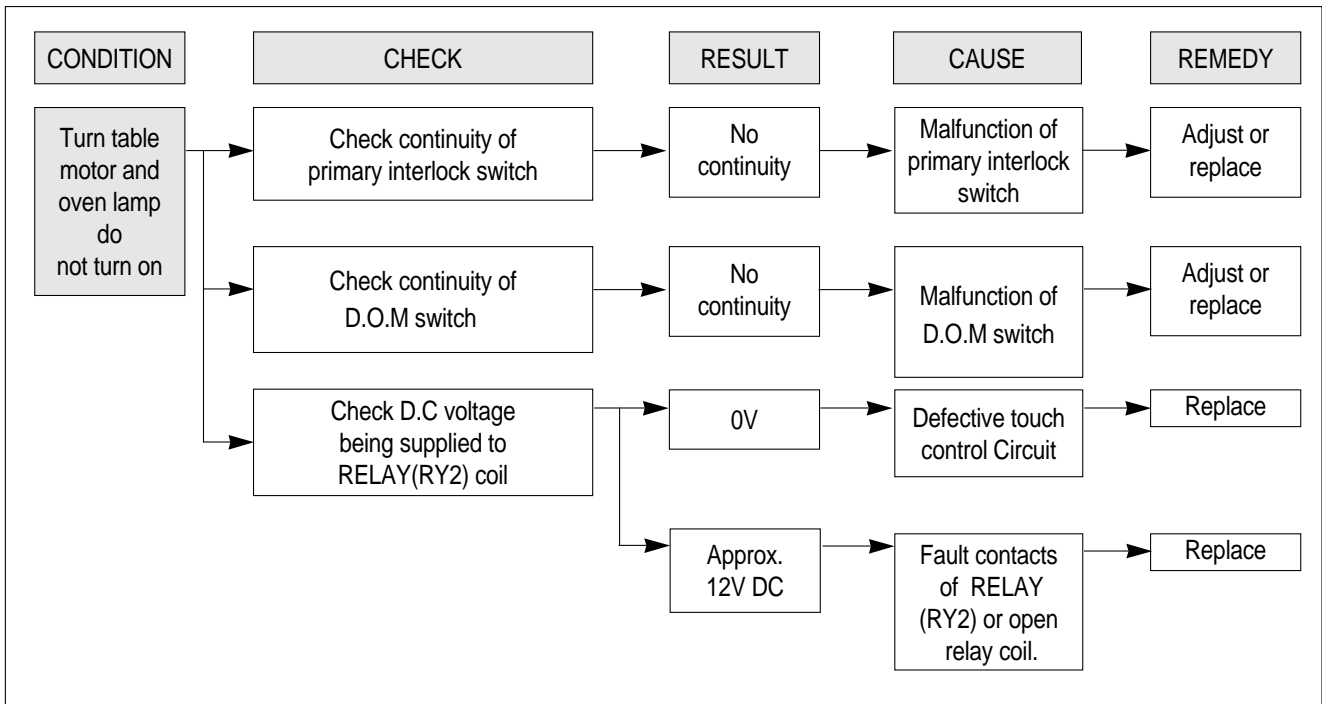 CONDITION
CHECK
RESULT
CAUSE
REMEDY
Turn table
motor and
oven lamp
do
not turn on
Check continuity of
primary interlock switch
No
continuity
Malfunction of
primary interlock
switch
Adjust or
replace
Check continuity of
D.O.M switch
No
continuity
Malfunction of
D.O.M switch
Adjust or
replace
Check D.C voltage
being supplied to
RELAY(RY2) coil
0V
Defective touch
control Circuit
Replace
Approx.
12V DC
Fault contacts
of RELAY
(RY2) or open
relay coil.
Replace